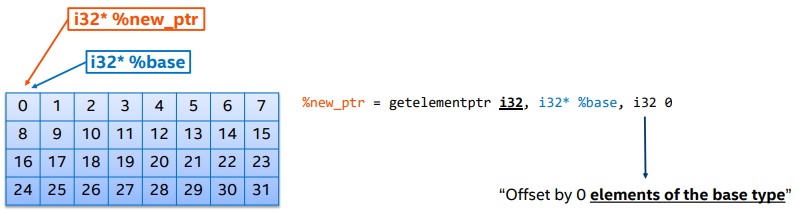 i32* %new_ptr
i32* %base
0 1 2 3 4 5 6 7
8 9 10 11 12 13 14 15
16 17 18 19 20 21 22 23
24 25 26 27 28 29 30 31
%new_ptr = getelementptr i32, i32* %base, i32 0
“Offset by 0 elements of the base type”